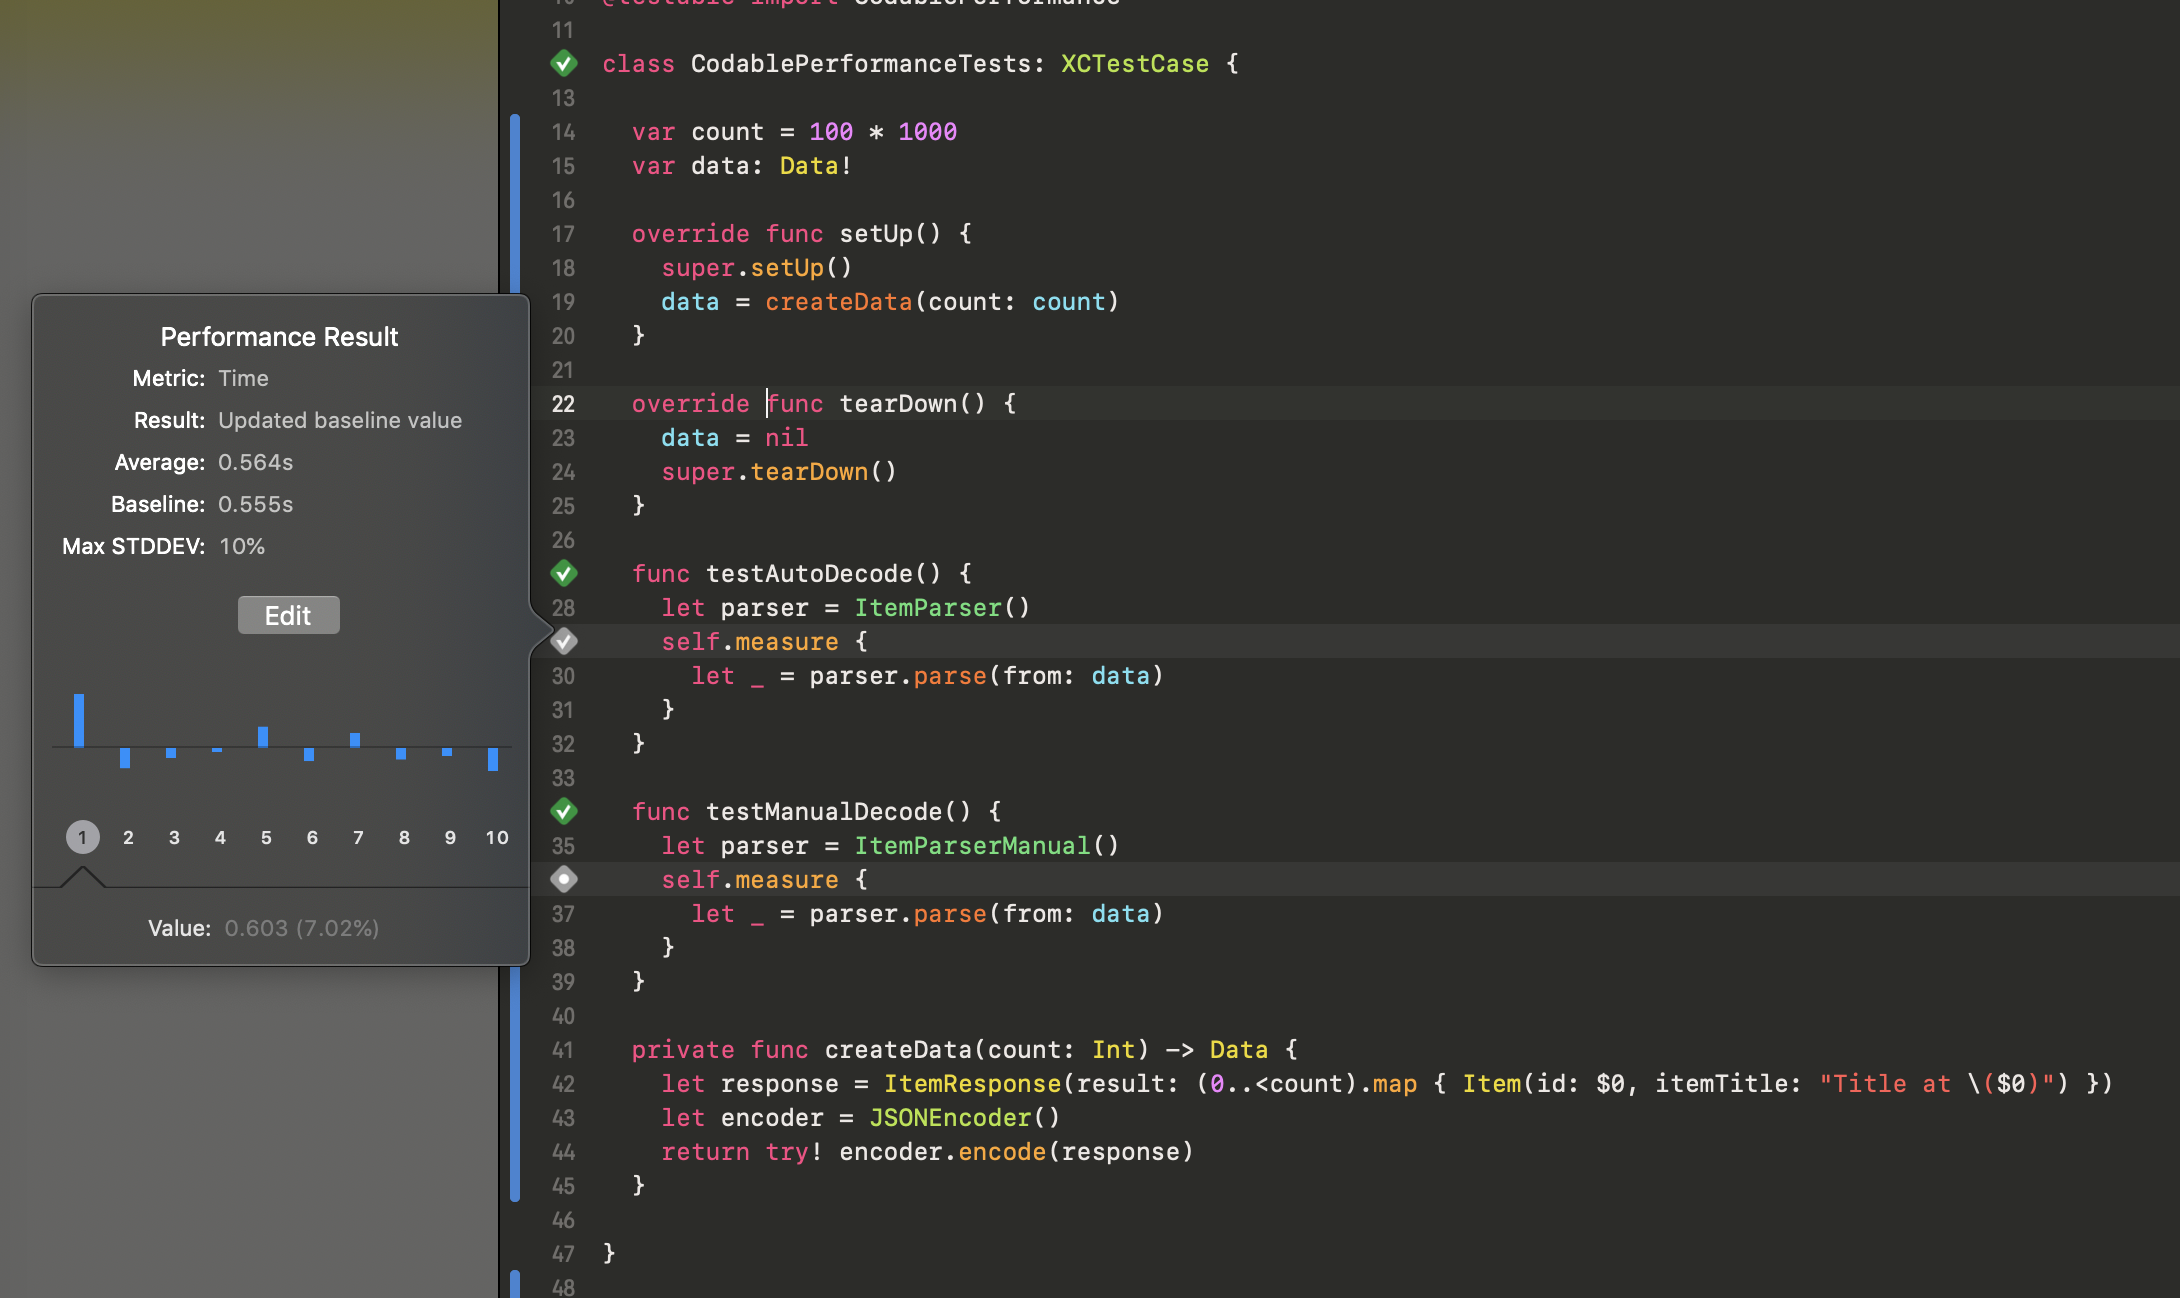 10 @testable import CodablePerformance
11
class CodablePerformanceTests: XCTestCase {
13
14 var count = 100 * 1000
15 var data: Data!
16
17 override func setUp() {
18 super.setUp()
19 data = createData(count: count)
20 }
21
22 override func tearDown() {
23 data = nil
24 super.tearDown()
25 }
26
func testAutoDecode() {
28 let parser = ItemParser()
self.measure {
30 let _ = parser.parse(from: data)
31 }
32 }
33
func testManualDecode() {
35 let parser = ItemParserManual()
self.measure {
37 let _ = parser.parse(from: data)
38 }
39 }
40
41 private func createData(count: Int) -> Data {
42 let response = ItemResponse(result: (0..<count).map { Item(id: $0, itemTitle: "Title at \($0)") })
43 let encoder = JSONEncoder()
44 return try! encoder.encode(response)
45 }
46
47 }
48
Performance Result
Metric: Time
Result: Updated baseline value
Average: 0.564s
Baseline: 0.555s
Max STDDEV: 10%
Edit
1 2 3 4 5 6 7 8 9 10
Value: 0.603 (7.02%)